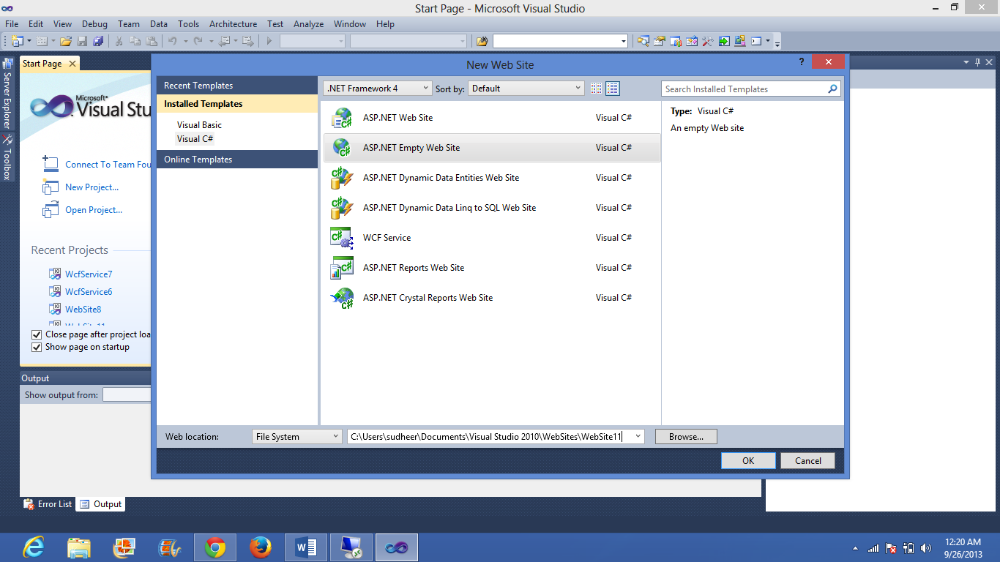 Start Page - Microsoft Visual Studio
File Edit View Debug Team Data Tools Architecture Test Analyze Window Help
Server Explorer
Toolbox
Start Page
Microsoft®
Visual Stu
Connect To Team Fou
New Project...
Open Project...
Recent Projects
WcfService7
WcfService6
WebSite8
WebSite11
Close page after project loa
Show page on startup
Output
Show output from:
Error List Output
New Web Site
?
Recent Templates
Installed Templates
Visual Basic
Visual C#
Online Templates
.NET Framework 4 Sort by: Default
Search Installed Templates
ASP.NET Web Site Visual C#
ASP.NET Empty Web Site Visual C#
ASP.NET Dynamic Data Entities Web Site Visual C#
ASP.NET Dynamic Data Linq to SQL Web Site Visual C#
WCF Service Visual C#
ASP.NET Reports Web Site Visual C#
ASP.NET Crystal Reports Web Site Visual C#
Type: Visual C#
An empty Web site
Web location: File System C:\Users\sudheer\Documents\Visual Studio 2010\WebSites\WebSite11 Browse...
OK Cancel
12:20 AM
9/26/2013